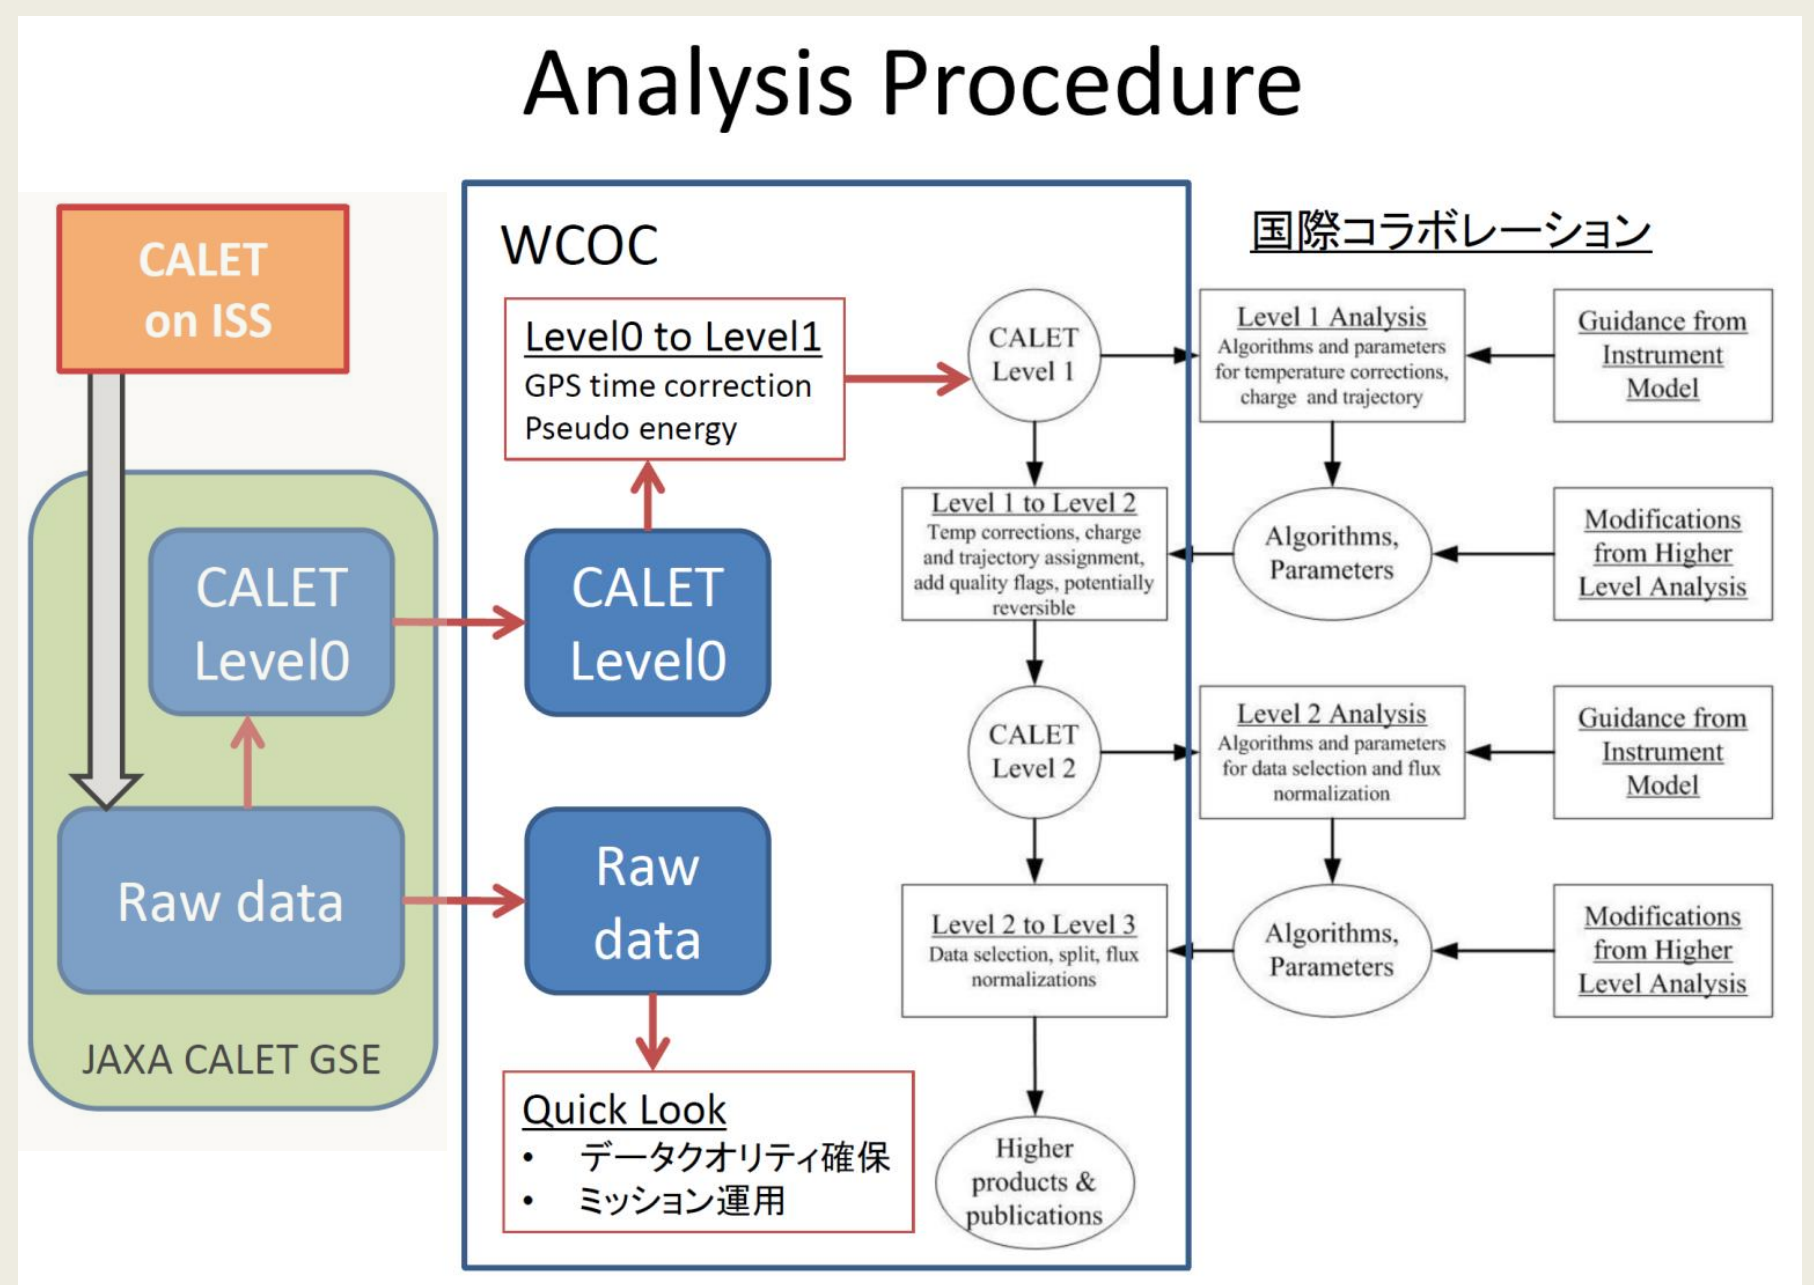 Analysis Procedure
CALET
on ISS
CALET
Level0
Raw data
JAXA CALET GSE
WCOC
Level0 to Level1
GPS time correction
Pseudo energy
CALET
Level0
Raw
data
Quick Look
• データクオリティ確保
• ミッション運用
CALET
Level 1
Level 1 to Level 2
Temp corrections, charge
and trajectory assignment,
add quality flags, potentially
reversible
CALET
Level 2
Level 2 to Level 3
Data selection, split, flux
normalizations
Higher
products &
publications
国際コラボレーション
Level 1 Analysis
Algorithms and parameters
for temperature corrections,
charge and trajectory
Guidance from
Instrument
Model
Algorithms,
Parameters
Modifications
from Higher
Level Analysis
Level 2 Analysis
Algorithms and parameters
for data selection and flux
normalization
Guidance from
Instrument
Model
Algorithms,
Parameters
Modifications
from Higher
Level Analysis